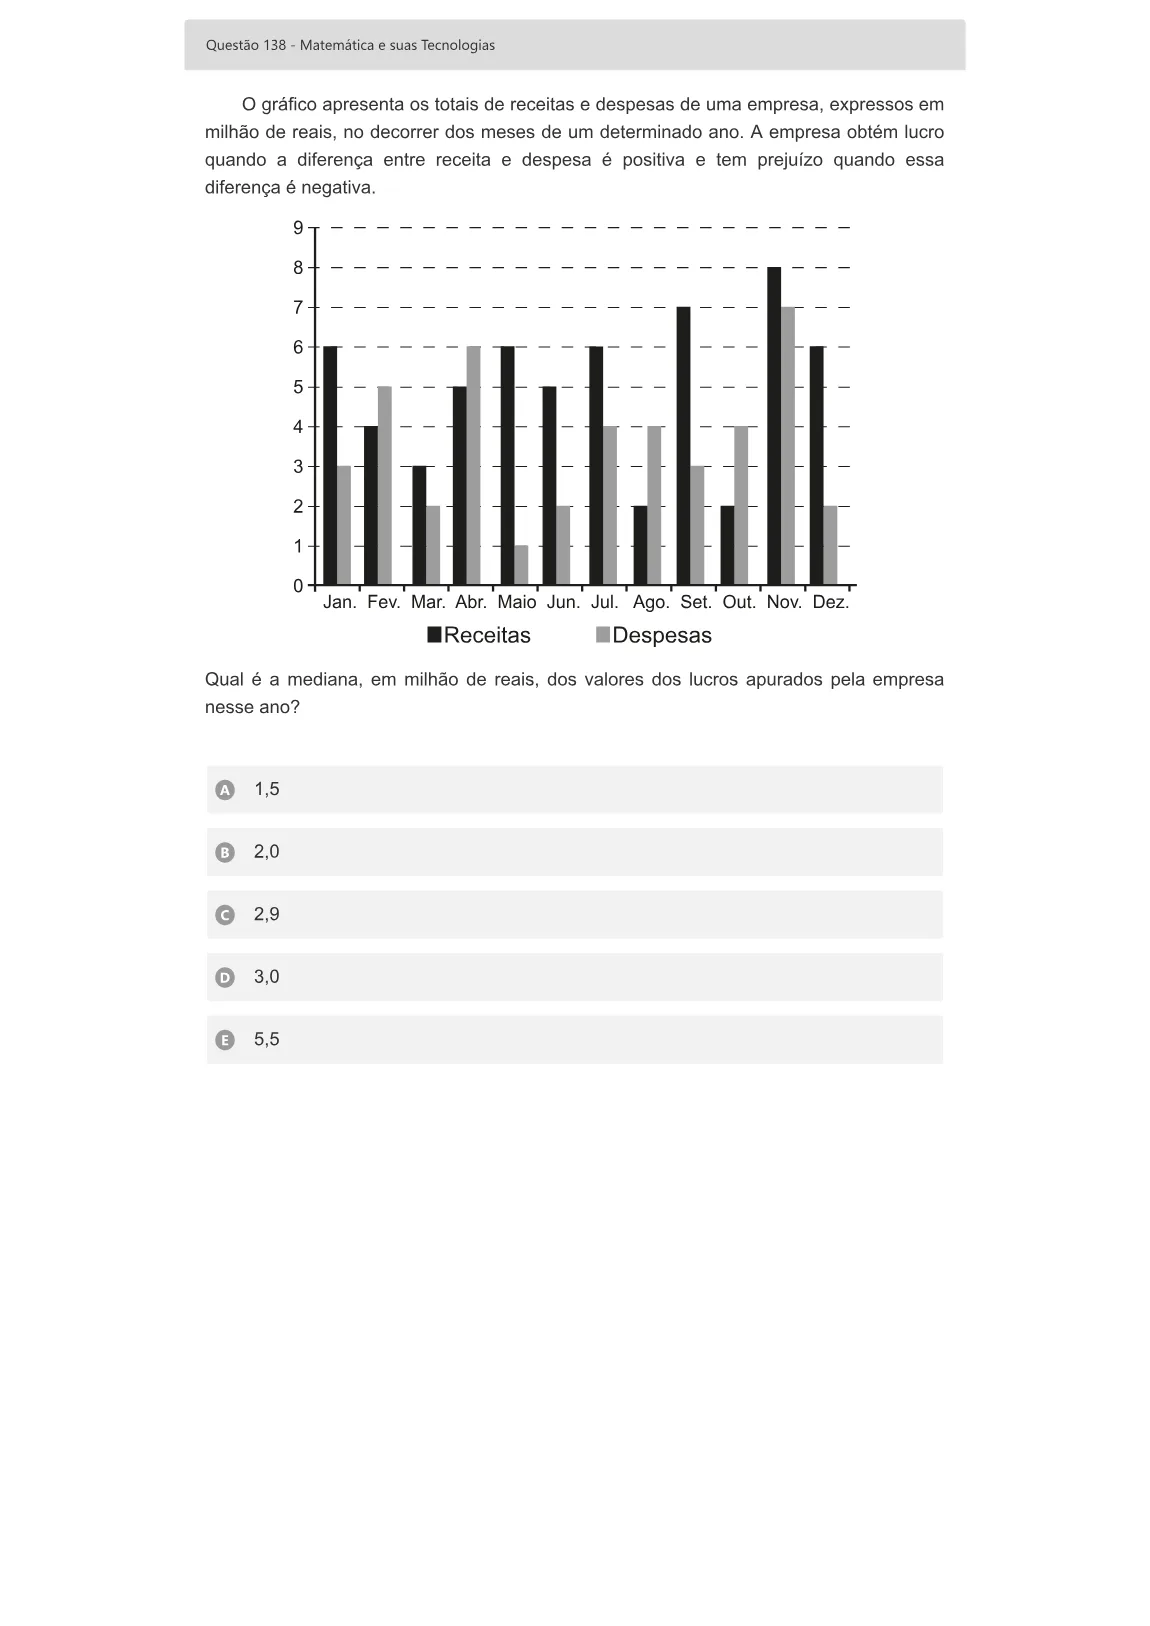 Questão 138 - Matemática e suas Tecnologias
O gráfico apresenta os totais de receitas e despesas de uma empresa, expressos em
milhão de reais, no decorrer dos meses de um determinado ano. A empresa obtém lucro
quando a diferença entre receita e despesa é positiva e tem prejuízo quando essa
diferença é negativa.
9
8
7
6
5
4
3
2
1
0
Jan. Fev. Mar. Abr. Maio Jun. Jul. Ago. Set. Out. Nov. Dez.
Receitas Despesas
Qual é a mediana, em milhão de reais, dos valores dos lucros apurados pela empresa
nesse ano?
A 1,5
B 2,0
C 2,9
D 3,0
E 5,5